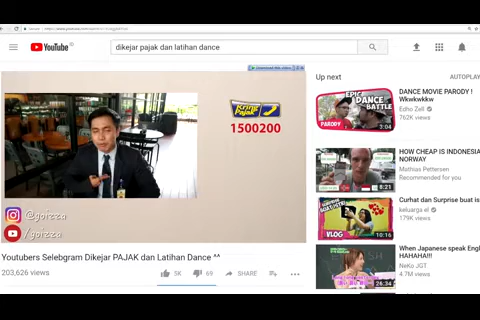 YouTube ID
dikejar pajak dan latihan dance
Kring
Pajak
1500200
@yoizza
/yoizza
Youtubers Selebgram Dikejar PAJAK dan Latihan Dance ^^
203,626 views
5K
69
SHARE
Up next
AUTOPLAY
EPIC
DANCE
BATTLE
PARODY
3:04
DANCE MOVIE PARODY !
Wkwkwkkw
Edho Zell
762K views
8:21
HOW CHEAP IS INDONESIA
NORWAY
Mathias Pettersen
Recommended for you
VLOG
10:16
Curhat dan Surprise buat is
keluarga el
179K views
26:34
When Japanese speak Engl
HAHAHA!!!
NeKo JGT
4.7M views